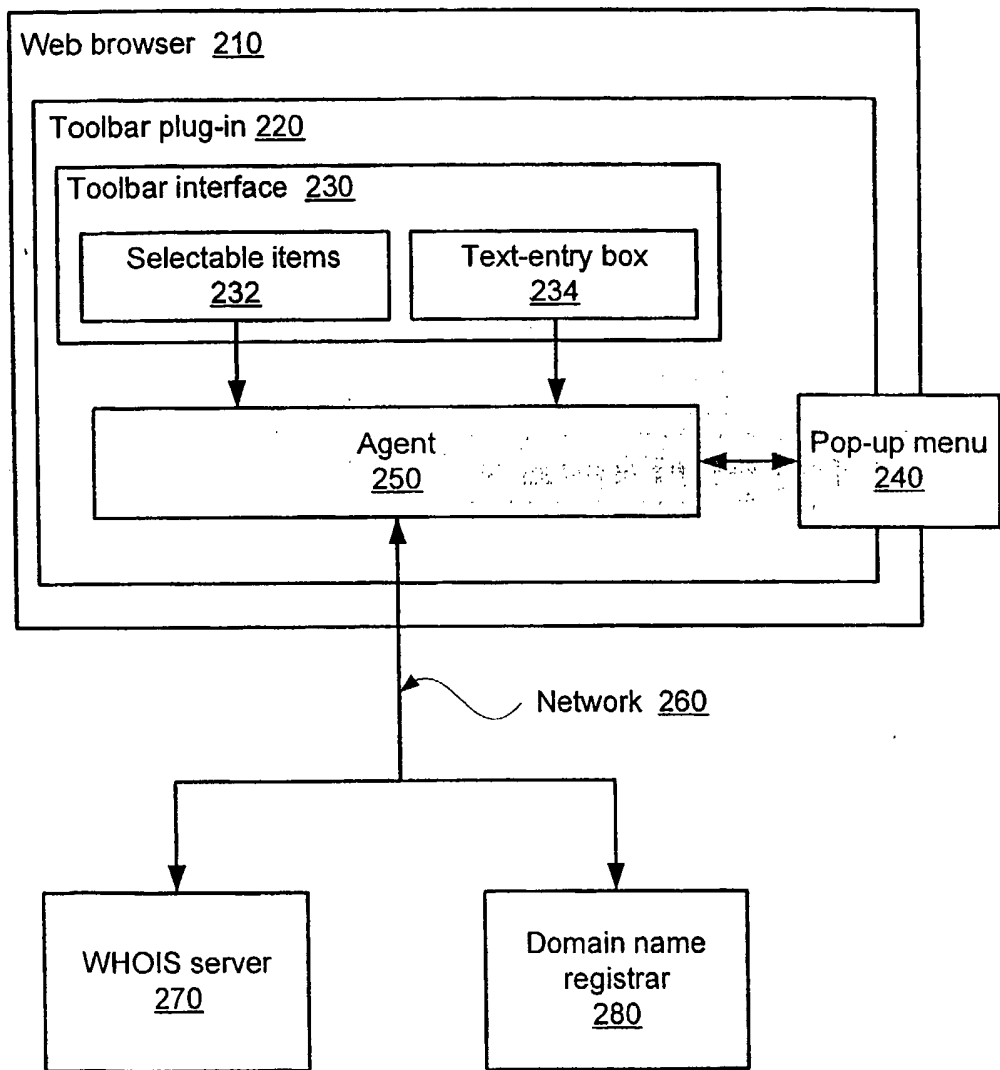 Web browser 210
Toolbar plug-in 220
Toolbar interface 230
Selectable items
232
Text-entry box
234
Agent
250
Pop-up menu
240
Network 260
WHOIS server
270
Domain name
registrar
280